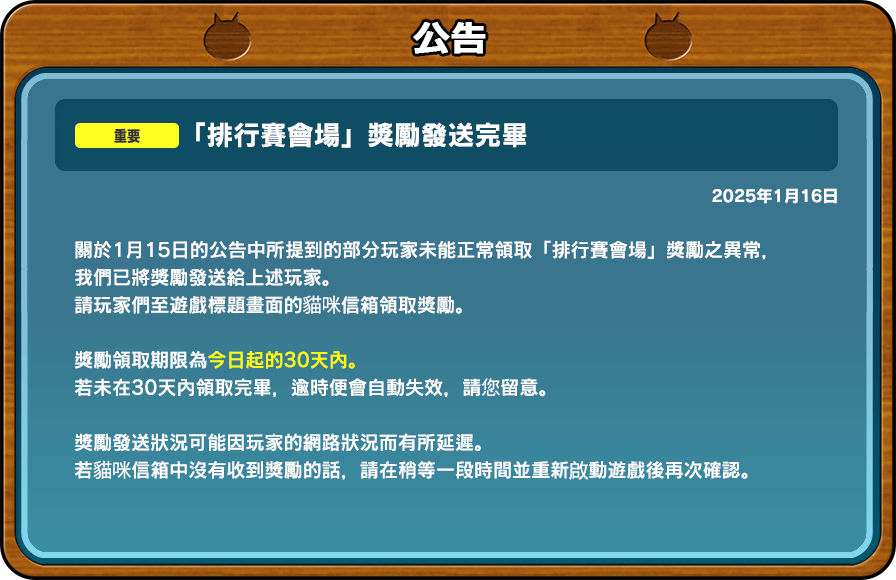 公告
重要
「排行賽會場」獎勵發送完畢
2025年1月16日
關於1月15日的公告中所提到的部分玩家未能正常領取「排行賽會場」獎勵之異常，
我們已將獎勵發送給上述玩家。
請玩家們至遊戲標題畫面的貓咪信箱領取獎勵。
獎勵領取期限為今日起的30天內。
若未在30天內領取完畢，逾時便會自動失效，請您留意。
獎勵發送狀況可能因玩家的網路狀況而有所延遲。
若貓咪信箱中沒有收到獎勵的話，請在稍等一段時間並重新啟動遊戲後再次確認。